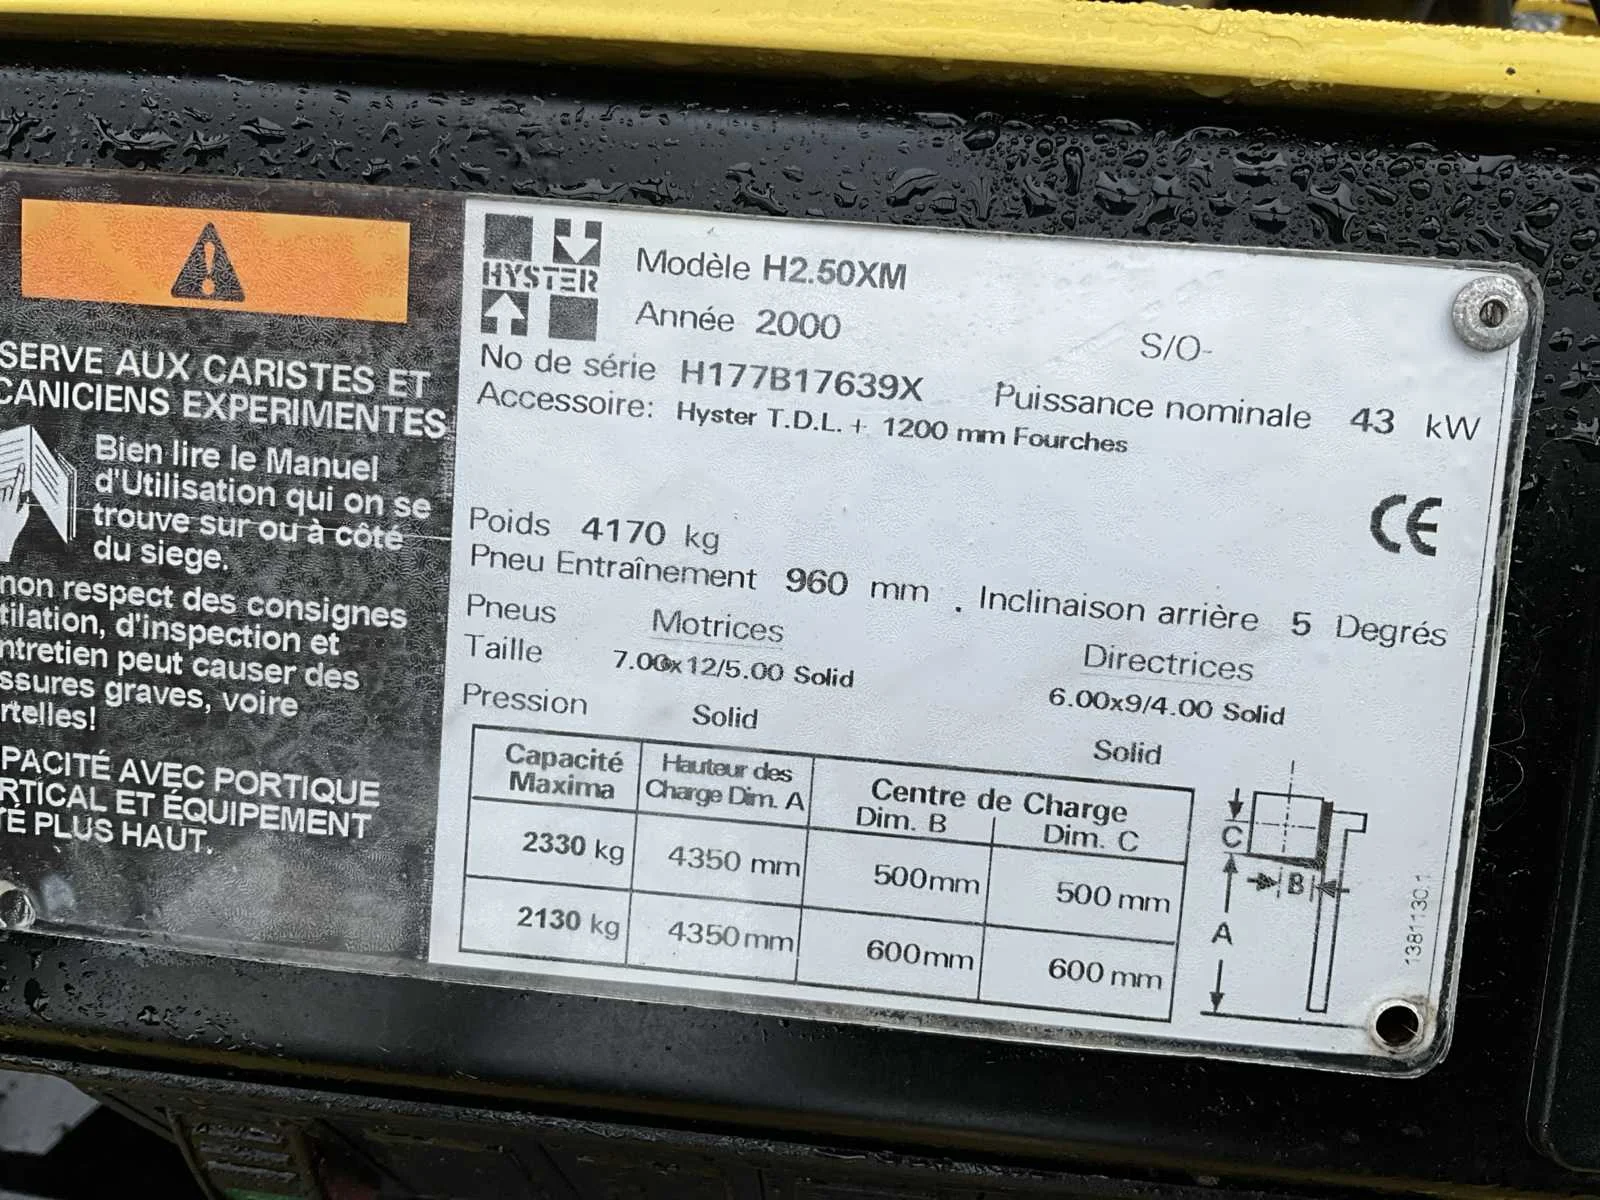 SERVE AUX CARISTES ET
CANICIENS EXPERIMENTES
Bien lire le Manuel
d'Utilisation qui on se
trouve sur ou à côté
du siege.
non respect des consignes
tilation, d'inspection et
ntretien peut causer des
ssures graves, voire
rtelles!
PACITÉ AVEC PORTIQUE
RTICAL ET ÉQUIPEMENT
TÉ PLUS HAUT.
HYSTER
Modèle H2.50XM
Année 2000
S/O-
No de série H177B17639X Puissance nominale 43 kW
Accessoire: Hyster T.D.L. + 1200 mm Fourches
CE
Poids 4170 kg
Pneu Entraînement 960 mm . Inclinaison arrière 5 Degrés
Pneus Motrices Directrices
Taille 7.00x12/5.00 Solid 6.00x9/4.00 Solid
Pression Solid Solid
Capacité Maxima Hauteur des Charge Dim. A Centre de Charge
Dim. B Dim. C
2330 kg 4350 mm 500mm 500 mm
2130 kg 4350mm 600mm 600 mm
C
B
A
1381130.1